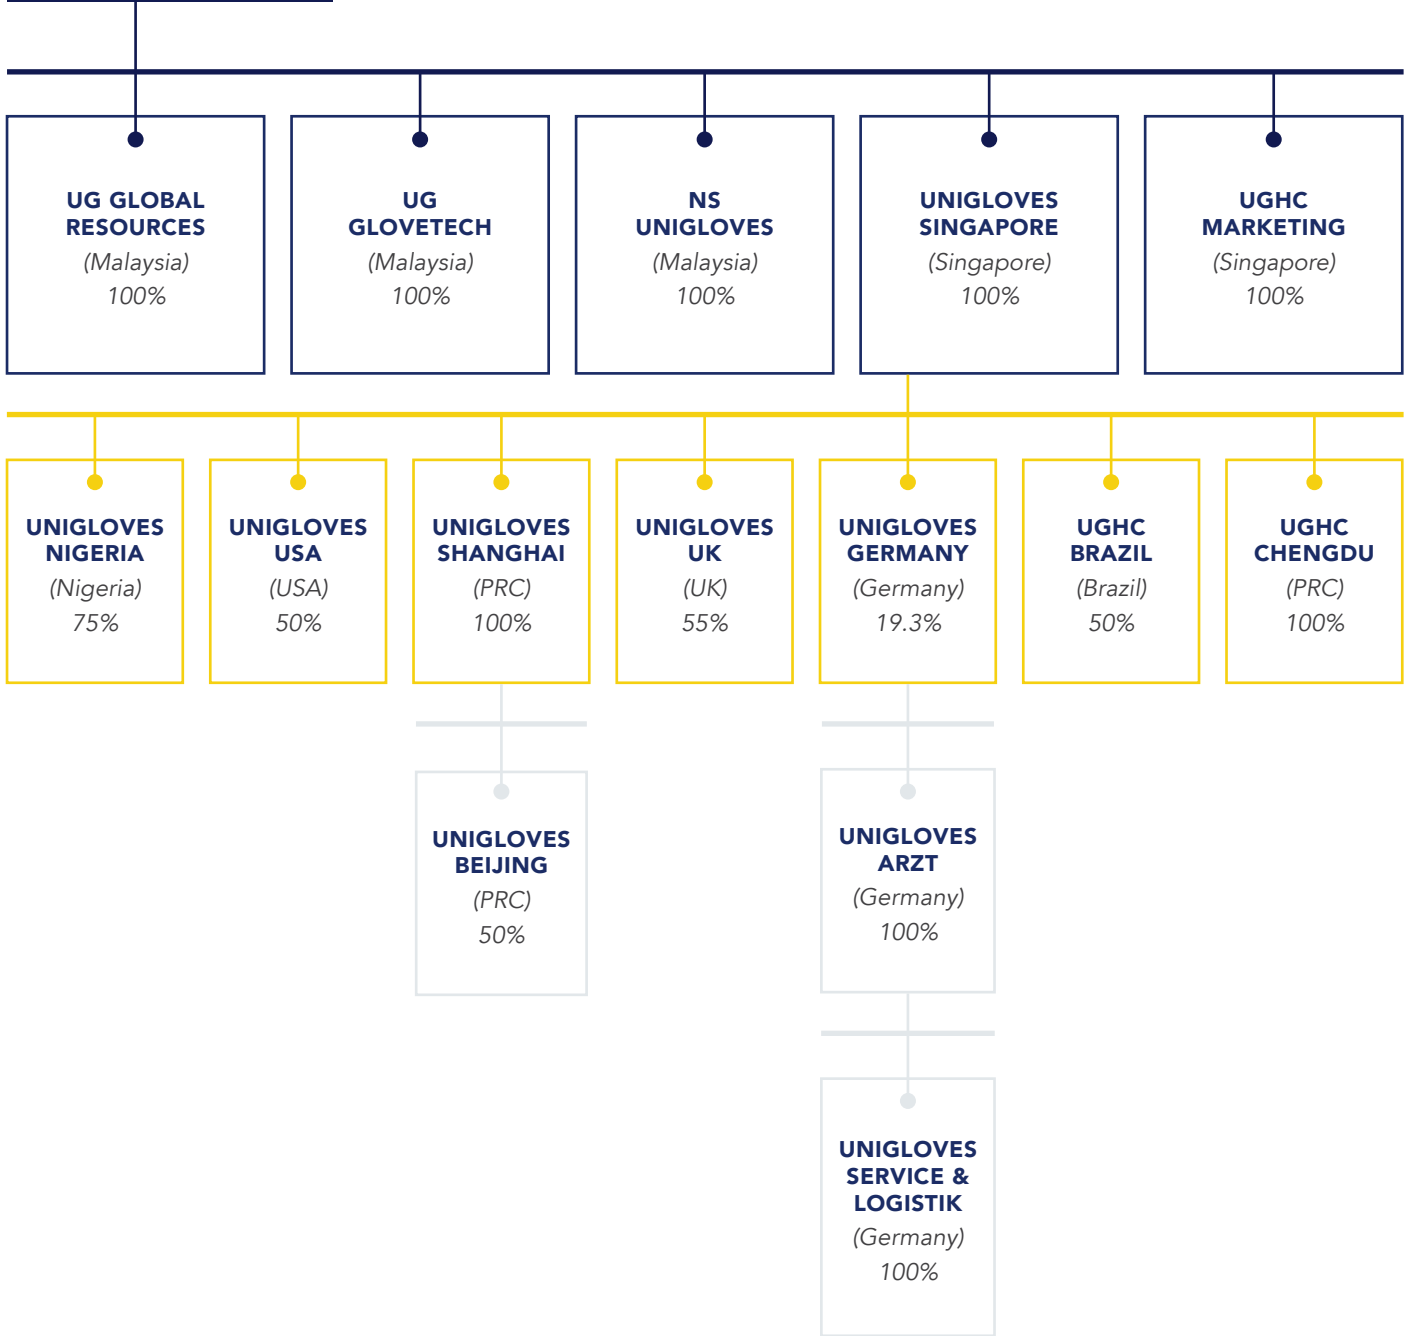 UG GLOBAL
RESOURCES
(Malaysia)
100%
UG
GLOVETECH
(Malaysia)
100%
NS
UNIGLOVES
(Malaysia)
100%
UNIGLOVES
SINGAPORE
(Singapore)
100%
UGHC
MARKETING
(Singapore)
100%
UNIGLOVES
NIGERIA
(Nigeria)
75%
UNIGLOVES
USA
(USA)
50%
UNIGLOVES
SHANGHAI
(PRC)
100%
UNIGLOVES
UK
(UK)
55%
UNIGLOVES
GERMANY
(Germany)
19.3%
UGHC
BRAZIL
(Brazil)
50%
UGHC
CHENGDU
(PRC)
100%
UNIGLOVES
BEIJING
(PRC)
50%
UNIGLOVES
ARZT
(Germany)
100%
UNIGLOVES
SERVICE &
LOGISTIK
(Germany)
100%